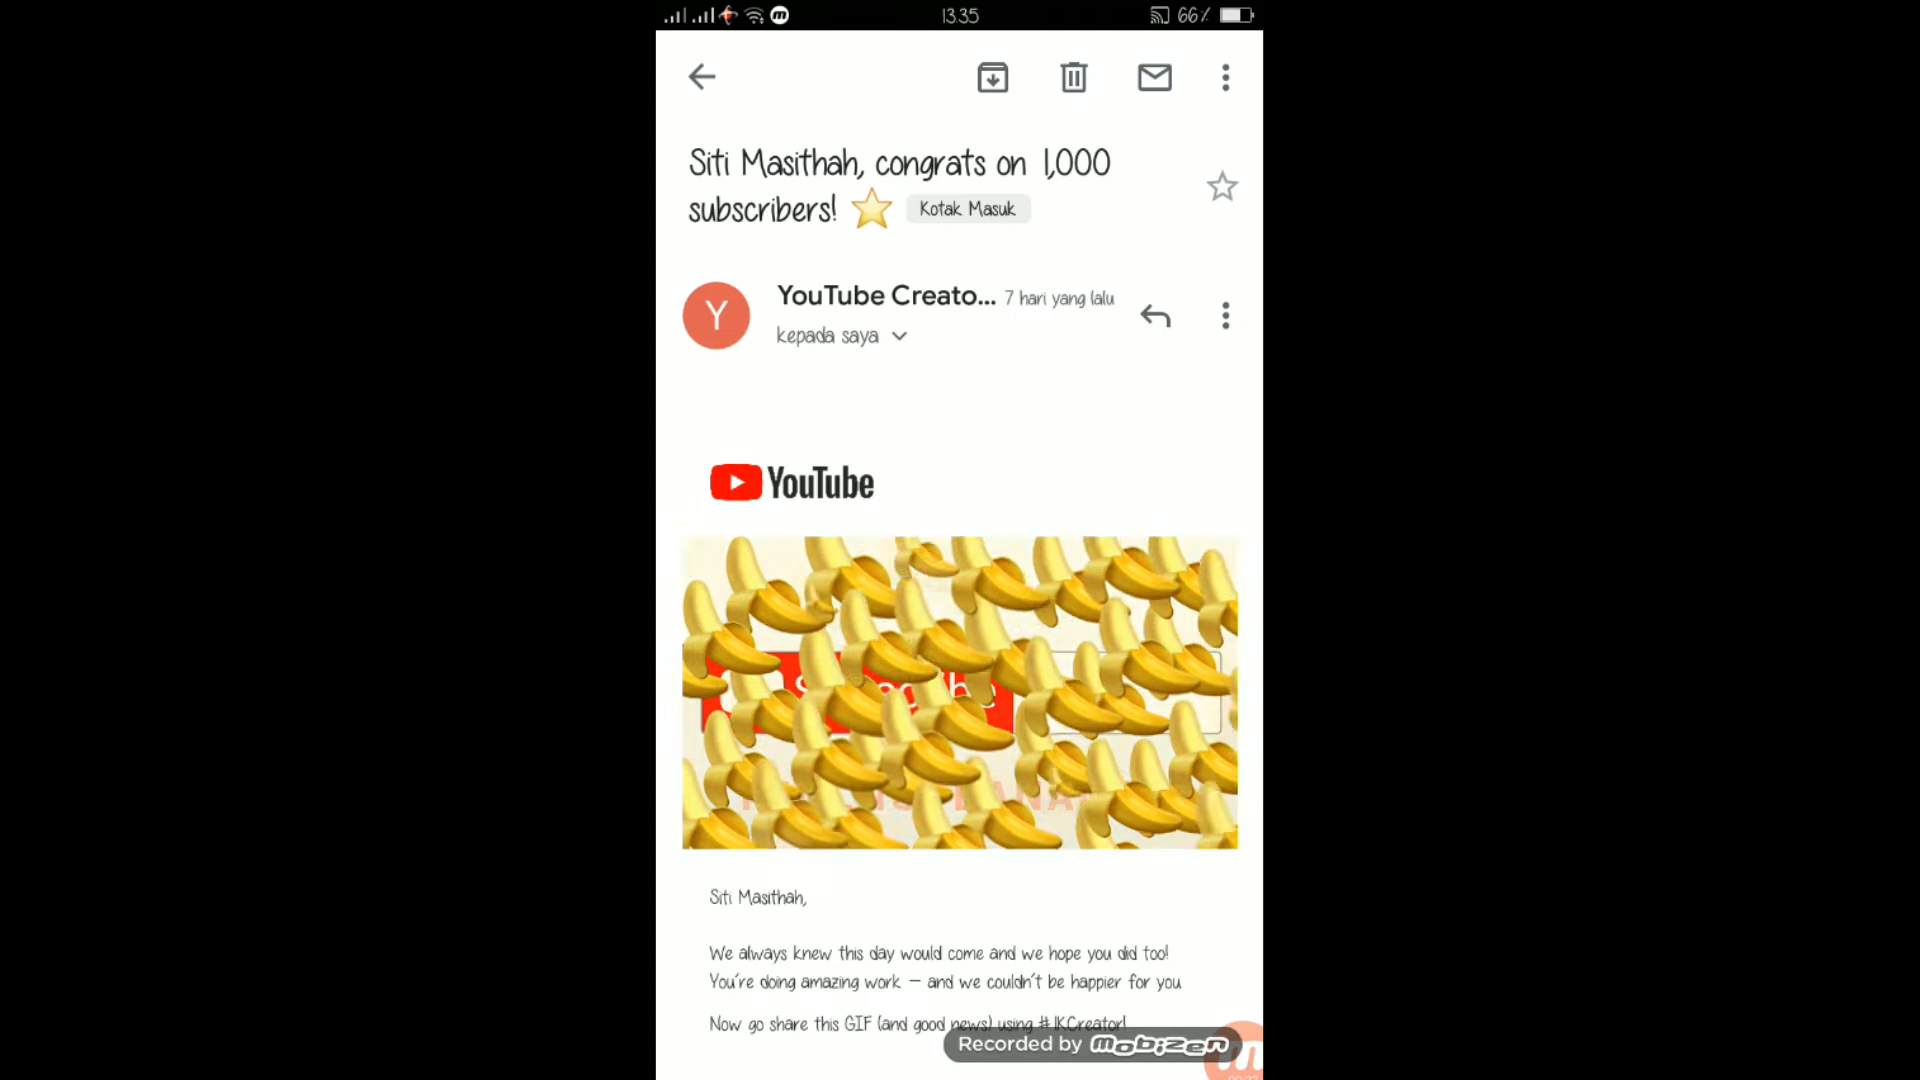 13.35
66%
Siti Masithah, congrats on 1,000
subscribers! Kotak Masuk
Y
YouTube Creato... 7 hari yang lalu
kepada saya
YouTube
Siti Masithah,
We always knew this day would come and we hope you did too!
You're doing amazing work – and we couldn't be happier for you
Now go share this GIF (and good news) using #1KCreator!
Recorded by mobizen